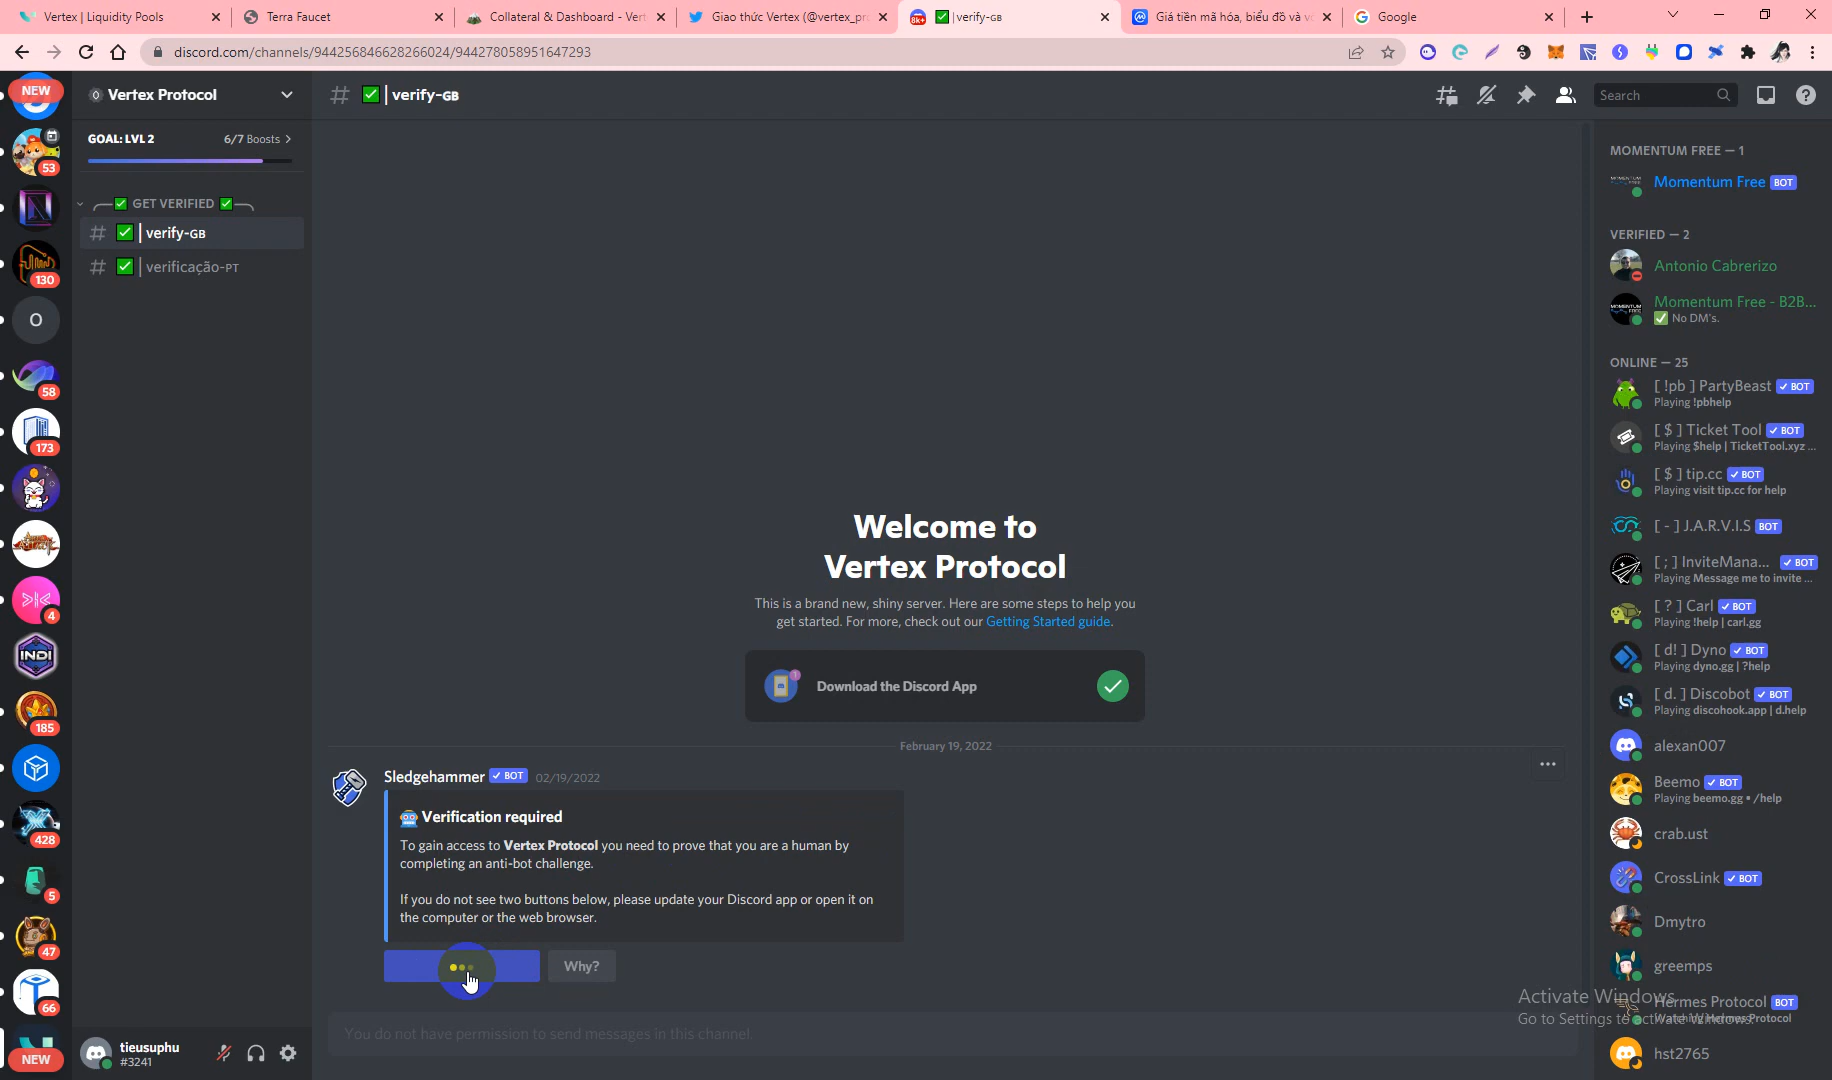 Vertex | Liquidity Pools
Terra Faucet
Collateral & Dashboard - Vert
Giao thức Vertex (@vertex_pr
✅ | verify-GB
Giá tiền mã hóa, biểu đồ và v
Google
discord.com/channels/944256846628266024/944278058951647293
NEW
53
130
O
58
173
4
INDI
185
428
5
47
66
NEW
Vertex Protocol
GOAL: LVL 2
6/7 Boosts >
✅ GET VERIFIED ✅
# ✅ | verify-GB
# ✅ | verificação-PT
tieusuphu
#3241
# ✅ | verify-GB
Search
Welcome to
Vertex Protocol
This is a brand new, shiny server. Here are some steps to help you
get started. For more, check out our Getting Started guide.
Download the Discord App
February 19, 2022
Sledgehammer ✓ BOT 02/19/2022
🤖 Verification required
To gain access to Vertex Protocol you need to prove that you are a human by
completing an anti-bot challenge.
If you do not see two buttons below, please update your Discord app or open it on
the computer or the web browser.
Why?
You do not have permission to send messages in this channel.
MOMENTUM FREE — 1
Momentum Free BOT
VERIFIED — 2
Antonio Cabrerizo
Momentum Free - B2B...
✅ No DM's.
ONLINE — 25
[ !pb ] PartyBeast ✓ BOT
Playing !pbhelp
[ $ ] Ticket Tool ✓ BOT
Playing $help | TicketTool.xyz ...
[ $ ] tip.cc ✓ BOT
Playing visit tip.cc for help
[ - ] J.A.R.V.I.S BOT
[ ; ] InviteMana... ✓ BOT
Playing Message me to invite ...
[ ? ] Carl ✓ BOT
Playing !help | carl.gg
[ d! ] Dyno ✓ BOT
Playing dyno.gg | ?help
[ d. ] Discobot ✓ BOT
Playing discohook.app | d.help
alexan007
Beemo ✓ BOT
Playing beemo.gg • /help
crab.ust
CrossLink ✓ BOT
Dmytro
greemps
Hermes Protocol BOT
Watching Hermes Protocol
hst2765
Activate Windows
Go to Settings to activate Windows.